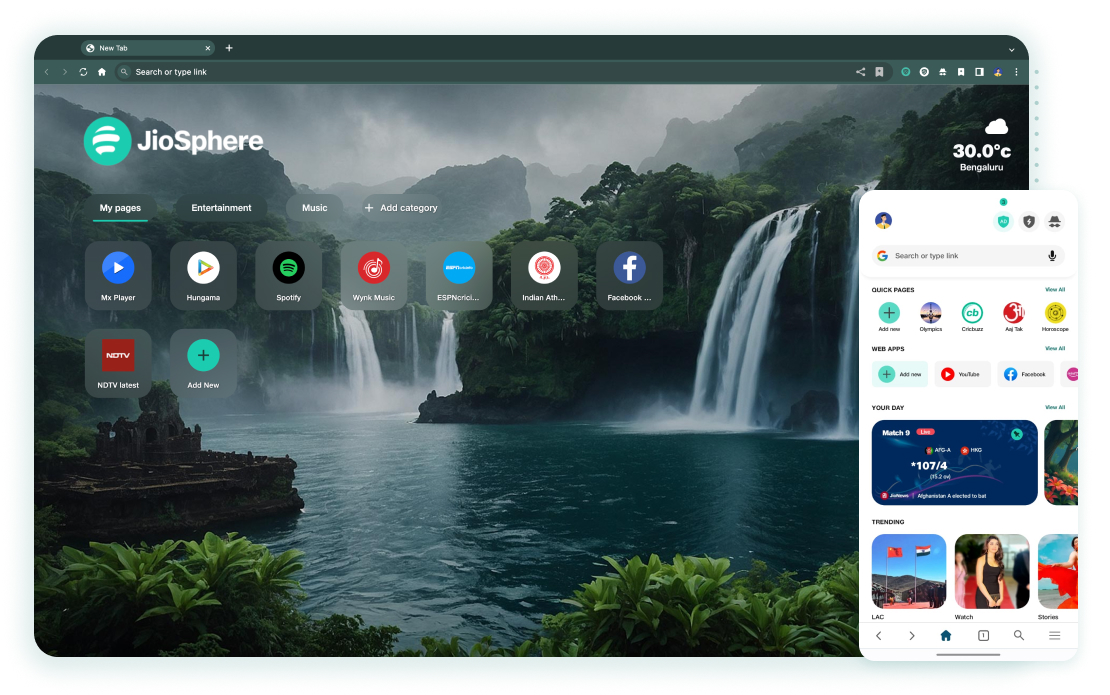 New Tab
Search or type link
JioSphere
30.0°c
Bengaluru
My pages
Entertainment
Music
Add category
Mx Player
Hungama
Spotify
Wynk Music
ESPNcrici...
Indian Ath...
Facebook ...
NDTV
NDTV latest
Add New
3
AD
Search or type link
QUICK PAGES
View All
cb
Add new
Olympics
Cricbuzz
Aaj Tak
Horoscope
WEB APPS
View All
Add new
YouTube
Facebook
YOUR DAY
View All
Match 9
Live
AFG-A
HKG
*107/4
(15.2 ov)
JioNews / Afghanistan A elected to bat
TRENDING
LAC
Watch
Stories
1